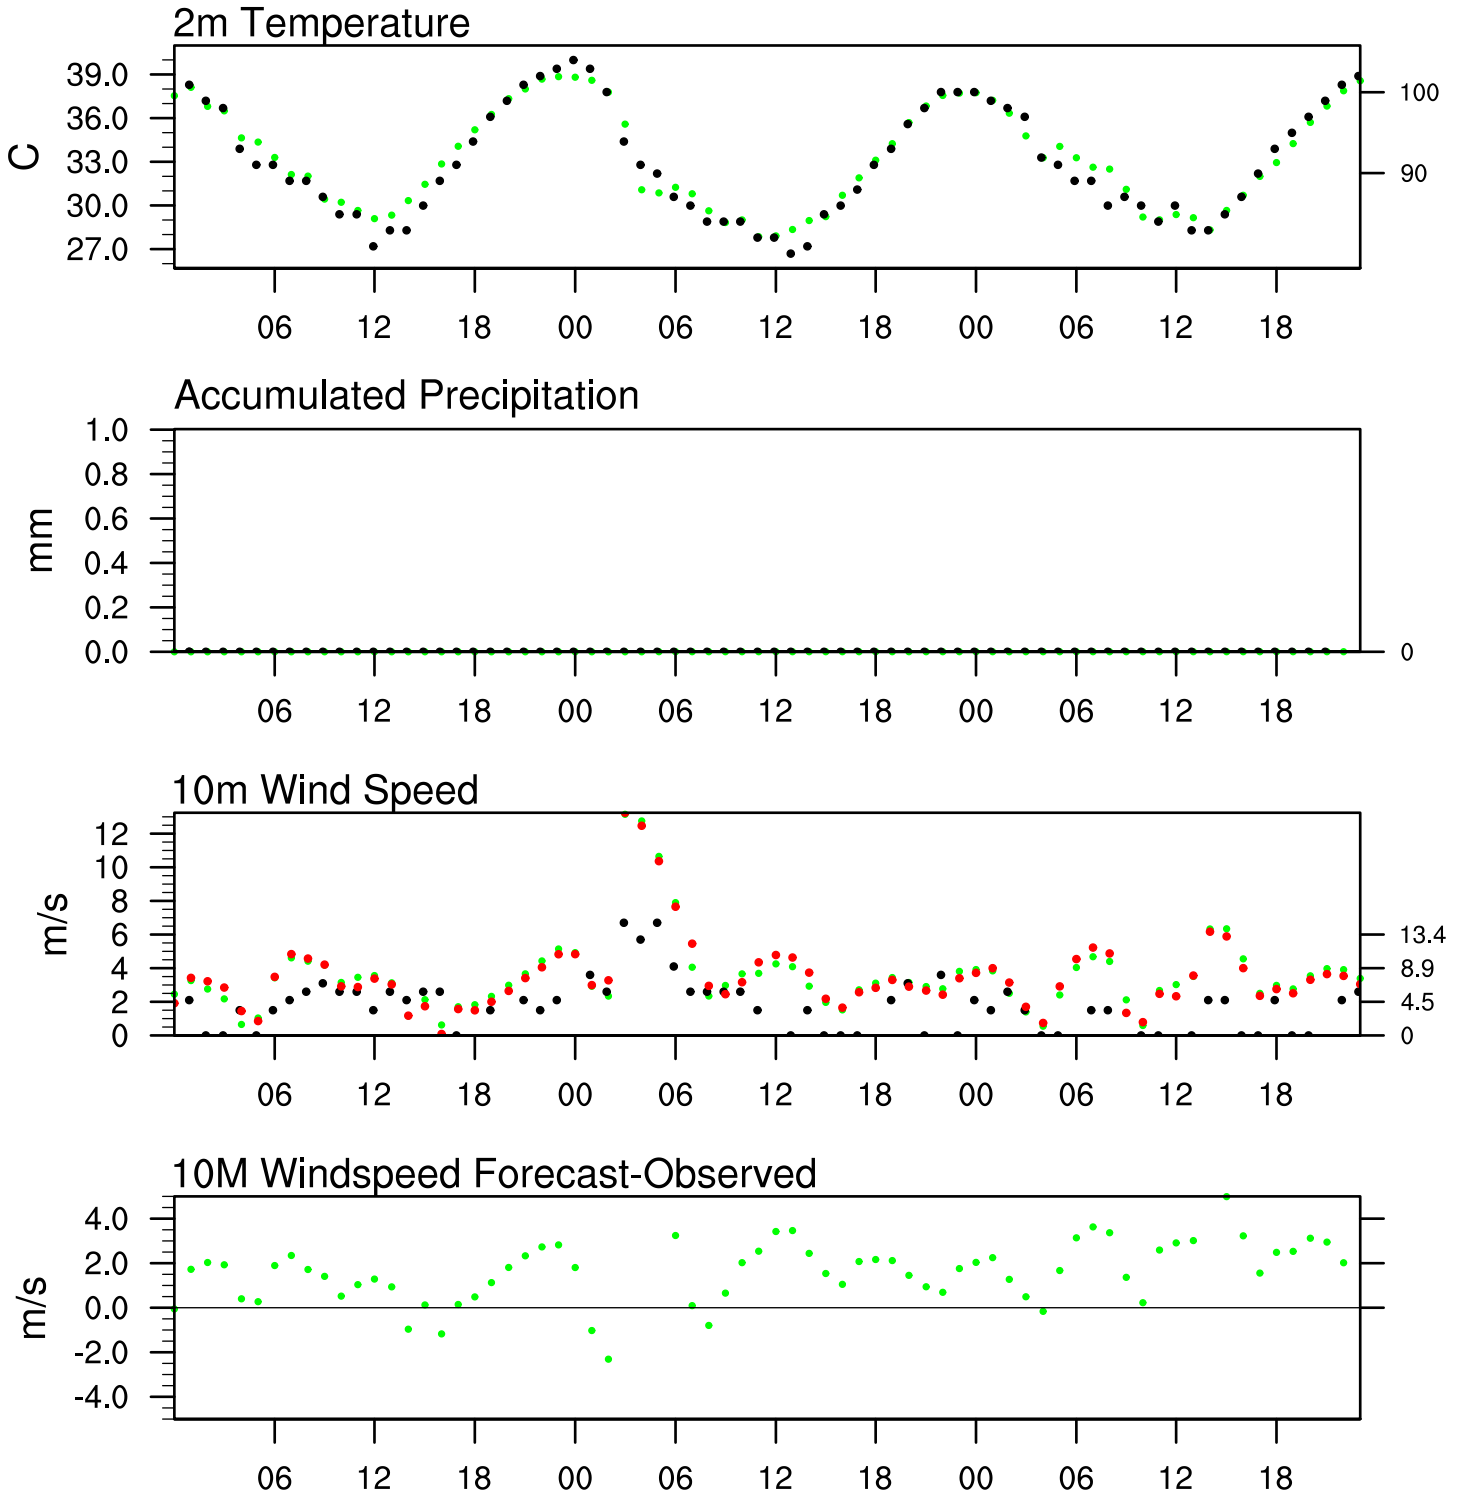 2m Temperature
39.0
36.0
33.0
30.0
27.0
C
100
90
06 12 18 00 06 12 18 00 06 12 18
Accumulated Precipitation
1.0
0.8
0.6
0.4
0.2
0.0
mm
0
06 12 18 00 06 12 18 00 06 12 18
10m Wind Speed
12
10
8
6
4
2
0
m/s
13.4
8.9
4.5
0
06 12 18 00 06 12 18 00 06 12 18
10M Windspeed Forecast-Observed
4.0
2.0
0.0
-2.0
-4.0
m/s
06 12 18 00 06 12 18 00 06 12 18